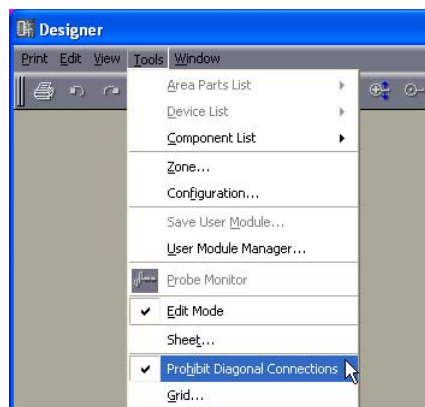 Designer
Print Edit View Tools Window
Area Parts List
Device List
Component List
Zone...
Configuration...
Save User Module...
User Module Manager...
Probe Monitor
Edit Mode
Sheet...
Prohibit Diagonal Connections
Grid...